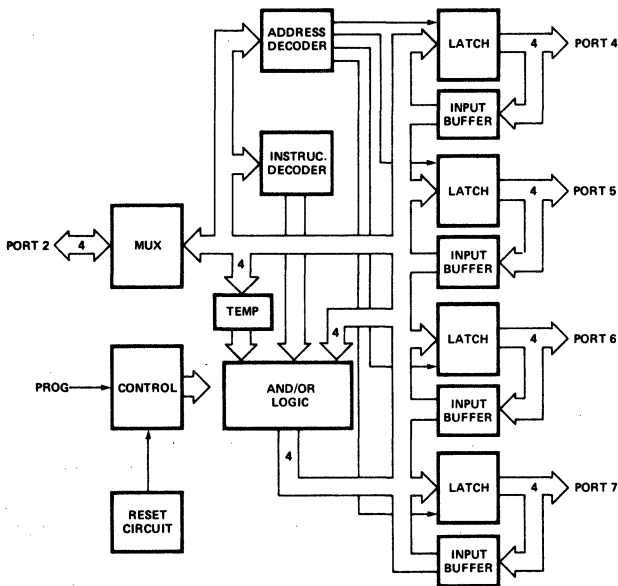 ADDRESS
DECODER
LATCH
4
PORT 4
INPUT
BUFFER
INSTRUC.
DECODER
LATCH
4
PORT 5
PORT 2
4
MUX
INPUT
BUFFER
4
TEMP
4
LATCH
4
PORT 6
PROG
CONTROL
AND/OR
LOGIC
INPUT
BUFFER
4
LATCH
4
PORT 7
RESET
CIRCUIT
INPUT
BUFFER